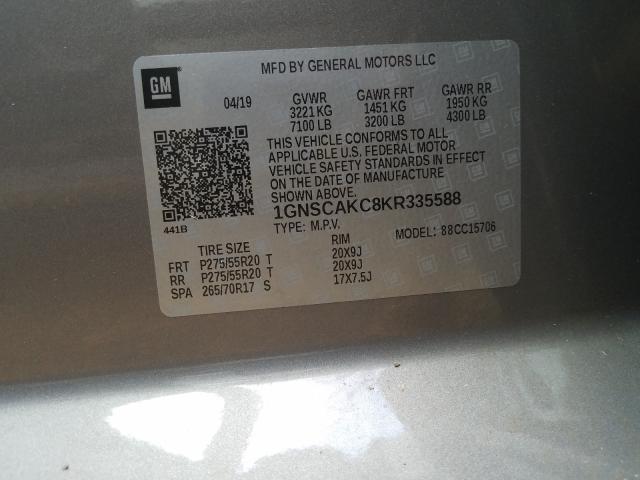 MFD BY GENERAL MOTORS LLC
GM
04/19 GVWR GAWR FRT GAWR RR
3221 KG 1451 KG 1950 KG
7100 LB 3200 LB 4300 LB
THIS VEHICLE CONFORMS TO ALL
APPLICABLE U.S. FEDERAL MOTOR
VEHICLE SAFETY STANDARDS IN EFFECT
ON THE DATE OF MANUFACTURE
SHOWN ABOVE.
441B
1GNSCAKC8KR335588
TYPE: M.P.V. MODEL: 88CC15706
TIRE SIZE RIM
FRT P275/55R20 T 20X9J
RR P275/55R20 T 20X9J
SPA 265/70R17 S 17X7.5J